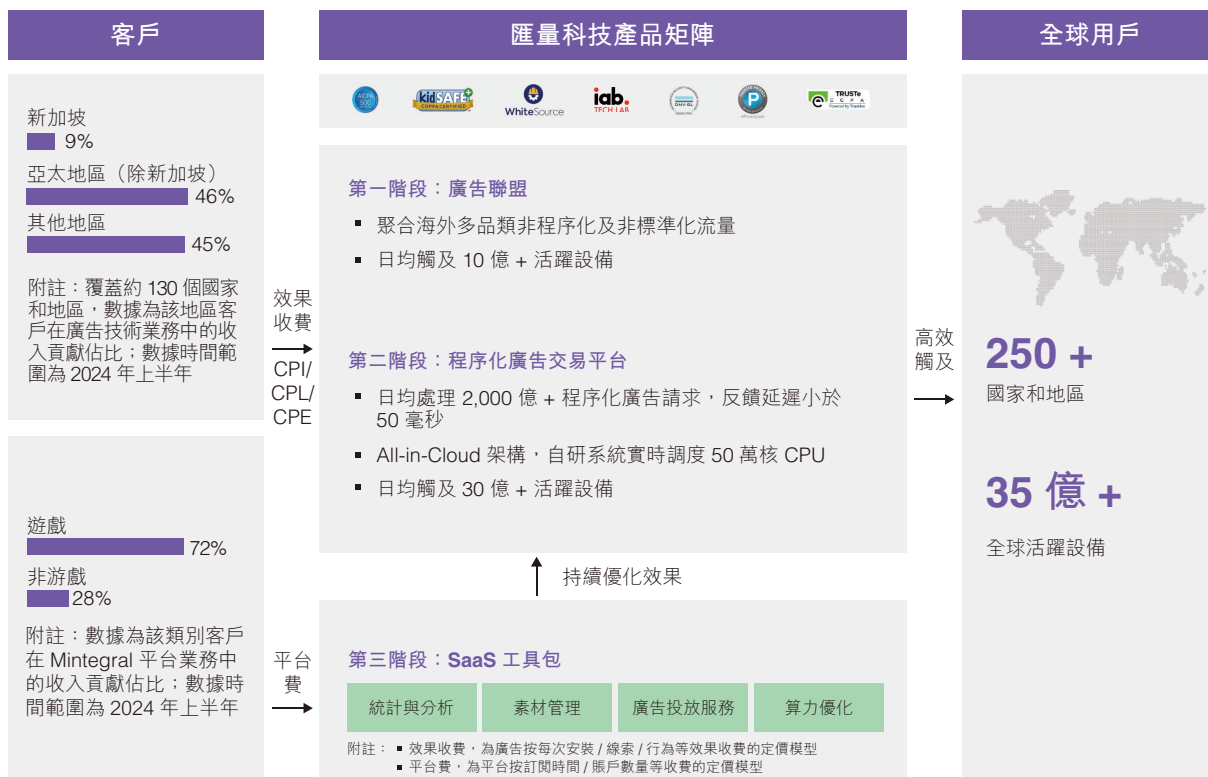 客戶
新加坡
9%
亞太地區（除新加坡）
46%
其他地區
45%
附註：覆蓋約 130 個國家
和地區，數據為該地區客
戶在廣告技術業務中的收
入貢獻佔比；數據時間範
圍為 2024 年上半年
遊戲
72%
非游戲
28%
附註：數據為該類別客戶
在 Mintegral 平台業務中
的收入貢獻佔比；數據時
間範圍為 2024 年上半年
效果
收費
CPI/
CPL/
CPE
平台
費
匯量科技產品矩陣
AICPA
SOC
kidSAFE
COPPA CERTIFIED
WhiteSource
iab.
TECH LAB
DNV·GL
TRUSTe
Powered by TrustArc
第一階段：廣告聯盟
▪ 聚合海外多品類非程序化及非標準化流量
▪ 日均觸及 10 億 + 活躍設備
第二階段：程序化廣告交易平台
▪ 日均處理 2,000 億 + 程序化廣告請求，反饋延遲小於
50 毫秒
▪ All-in-Cloud 架構，自研系統實時調度 50 萬核 CPU
▪ 日均觸及 30 億 + 活躍設備
持續優化效果
第三階段：SaaS 工具包
統計與分析
素材管理
廣告投放服務
算力優化
附註： ▪ 效果收費，為廣告按每次安裝 / 線索 / 行為等效果收費的定價模型
▪ 平台費，為平台按訂閱時間 / 賬戶數量等收費的定價模型
高效
觸及
全球用戶
250 +
國家和地區
35 億 +
全球活躍設備